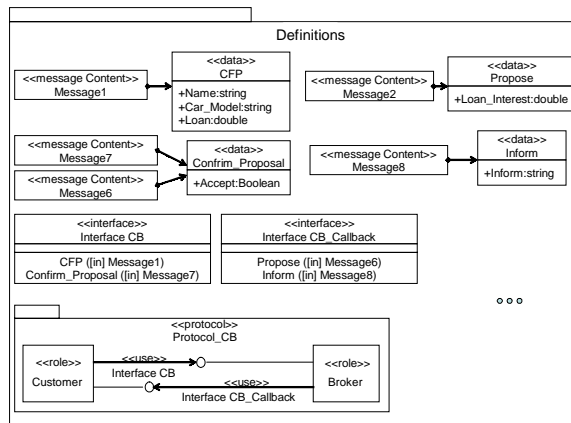 Definitions
<<message Content>>
Message1
<<data>>
CFP
+Name:string
+Car_Model:string
+Loan:double
<<message Content>>
Message2
<<data>>
Propose
+Loan_Interest:double
<<message Content>>
Message7
<<message Content>>
Message6
<<data>>
Confrim_Proposal
+Accept:Boolean
<<message Content>>
Message8
<<data>>
Inform
+Inform:string
<<interface>>
Interface CB
CFP ([in] Message1)
Confirm_Proposal ([in] Message7)
<<interface>>
Interface CB_Callback
Propose ([in] Message6)
Inform ([in] Message8)
<<protocol>>
Protocol_CB
<<role>>
Customer
<<use>>
Interface CB
<<use>>
Interface CB_Callback
<<role>>
Broker